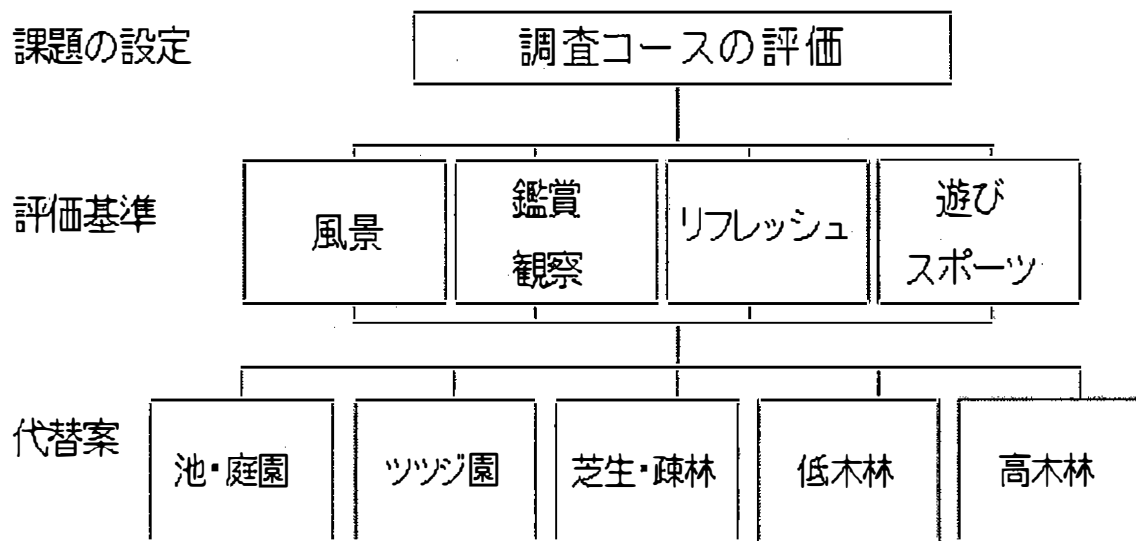 課題の設定
調査コースの評価
評価基準
風景
鑑賞
観察
リフレッシュ
遊び
スポーツ
代替案
池・庭園
ツツジ園
芝生・疎林
低木林
高木林